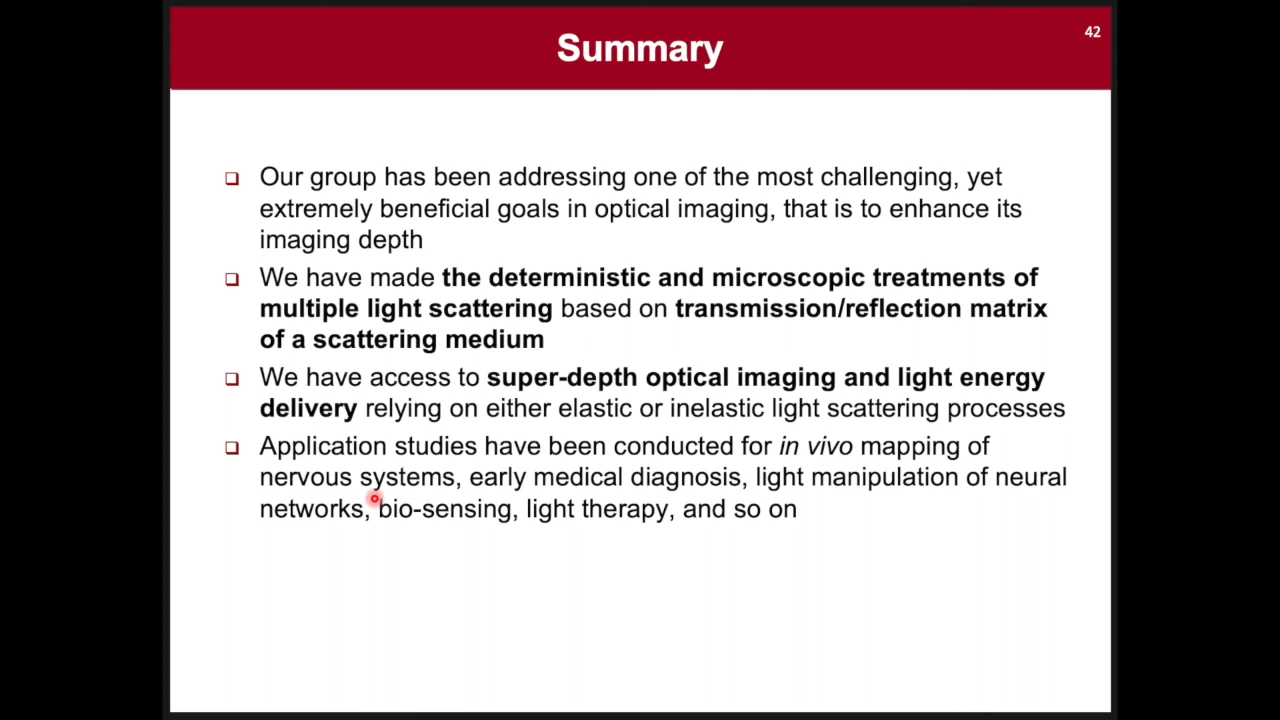 Summary
42
Our group has been addressing one of the most challenging, yet
extremely beneficial goals in optical imaging, that is to enhance its
imaging depth
We have made the deterministic and microscopic treatments of
multiple light scattering based on transmission/reflection matrix
of a scattering medium
We have access to super-depth optical imaging and light energy
delivery relying on either elastic or inelastic light scattering processes
Application studies have been conducted for in vivo mapping of
nervous systems, early medical diagnosis, light manipulation of neural
networks, bio-sensing, light therapy, and so on